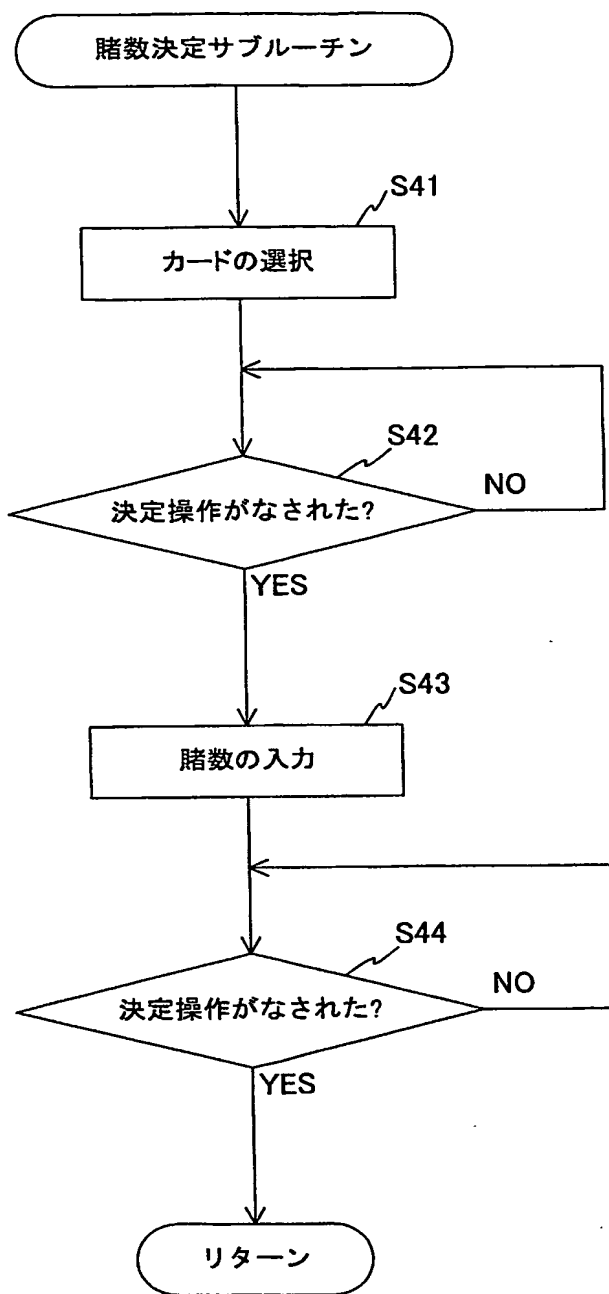 賭数決定サブルーチン
S41
カードの選択
S42
決定操作がなされた?
NO
YES
S43
賭数の入力
S44
決定操作がなされた?
NO
YES
リターン